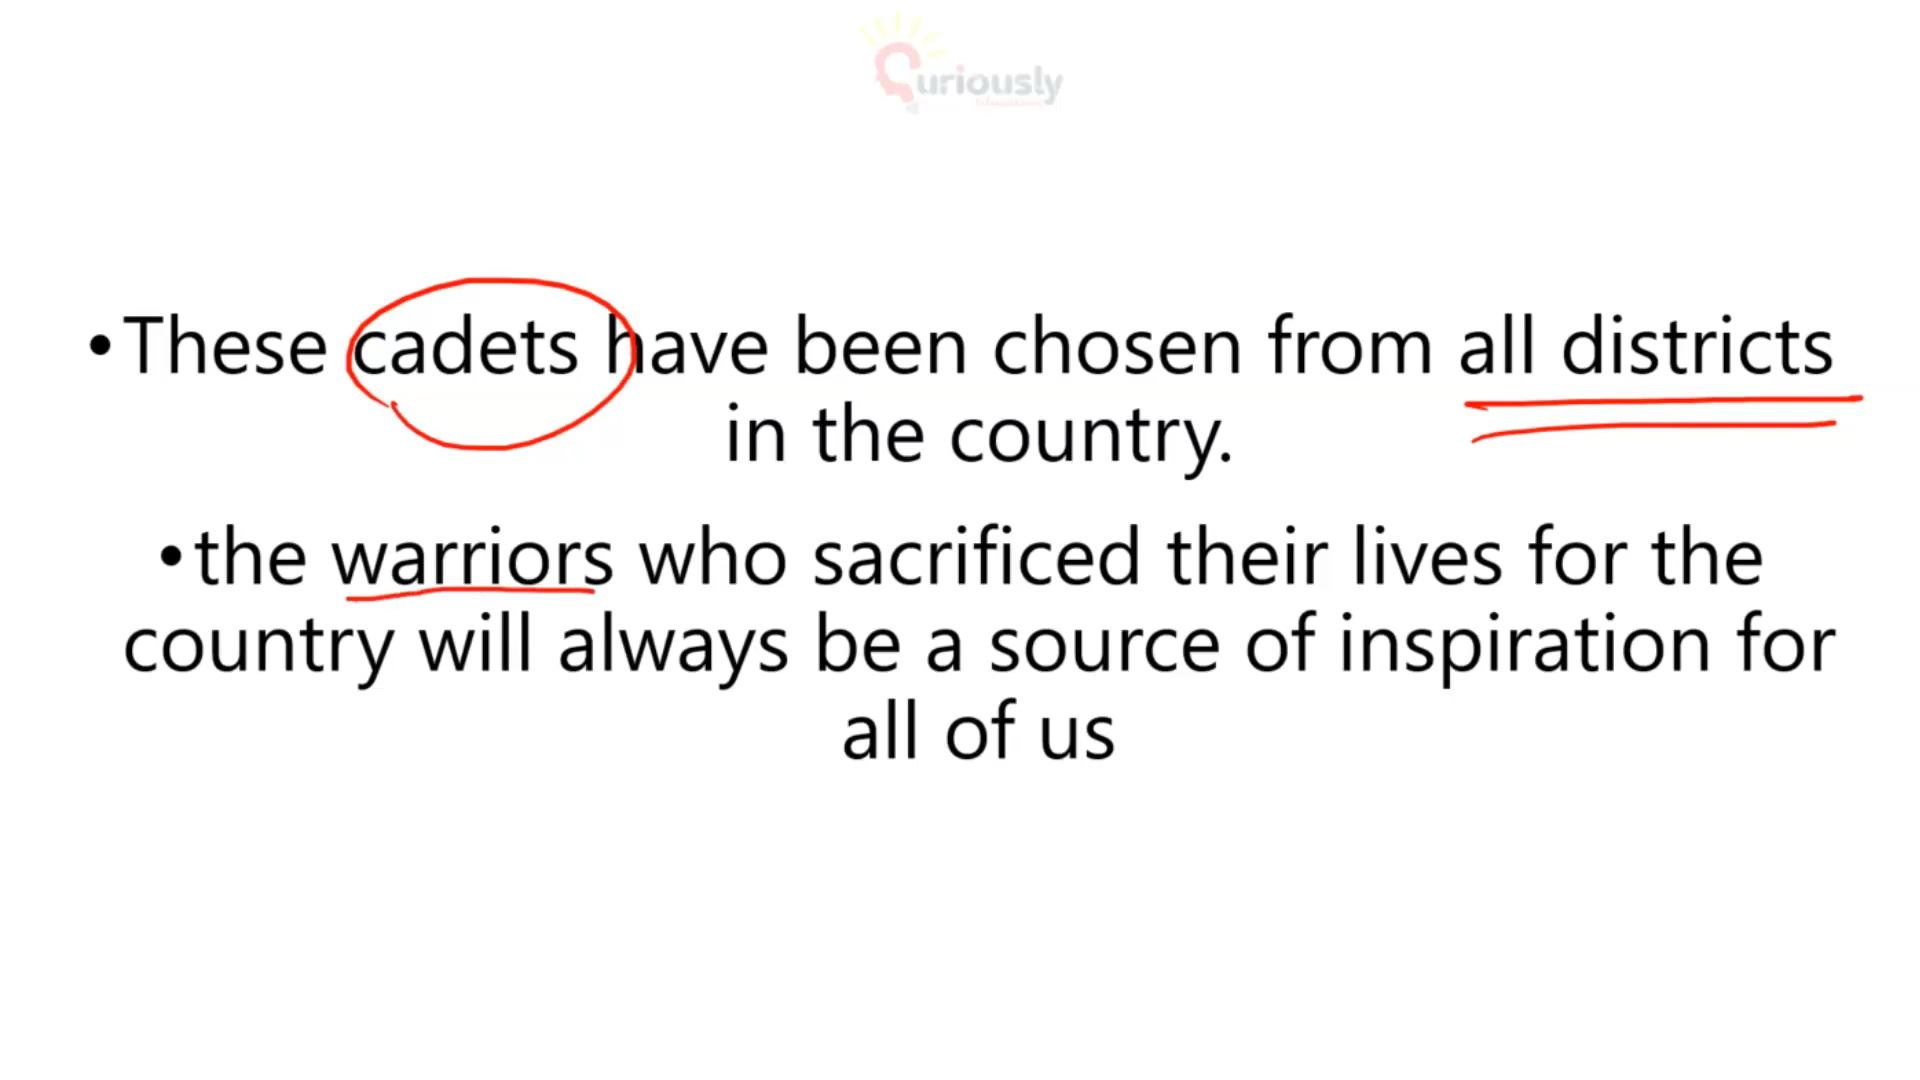 uriously
•These cadets have been chosen from all districts
in the country.
•the warriors who sacrificed their lives for the
country will always be a source of inspiration for
all of us